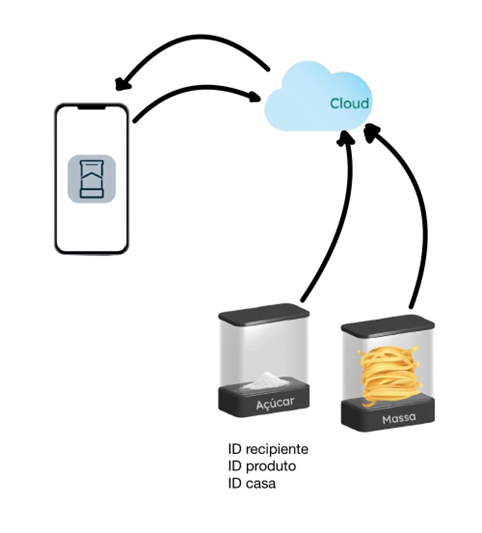 Cloud
Açúcar
Massa
ID recipiente
ID produto
ID casa